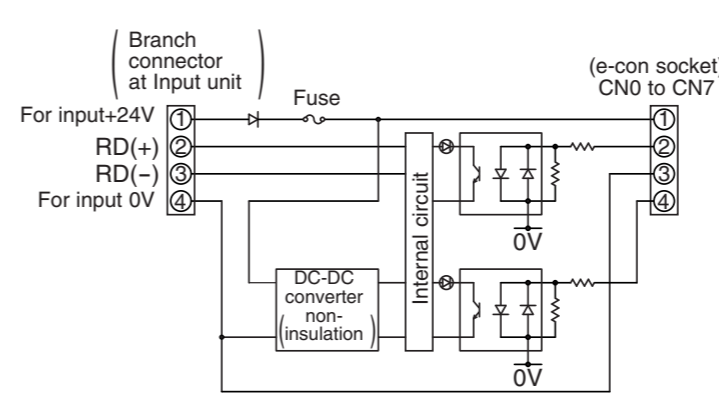 Branch
connector
at Input unit
(e-con socket)
CN0 to CN7
Fuse
For input+24V ①
①
RD(+) ②
②
RD(−) ③
③
For input 0V ④
④
Internal circuit
0V
DC-DC
converter
non-
(insulation)
0V